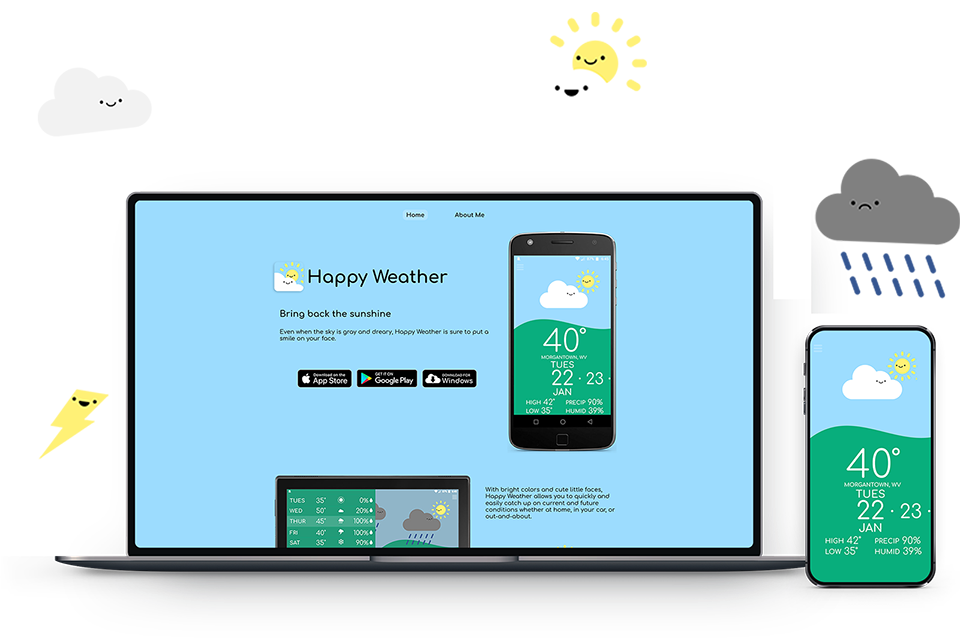 Home About Me
Happy Weather
Bring back the sunshine
Even when the sky is gray and dreary, Happy Weather is sure to put a
smile on your face.
Download on the
App Store
GET IT ON
Google Play
DOWNLOAD FOR
Windows
40°
MORGANTOWN, WV
TUES
22 · 23 ·
JAN
HIGH 42° PRECIP 90%
LOW 35° HUMID 39%
With bright colors and cute little faces,
Happy Weather allows you to quickly and
easily catch up on current and future
conditions whether at home, in your car, or
out-and-about.
TUES 35° 0%
WED 50° 20%
THUR 45° 100%
FRI 40° 100%
SAT 35° 90%
40°
MORGANTOWN, WV
TUES
22 · 23 ·
JAN
HIGH 42° PRECIP 90%
LOW 35° HUMID 39%